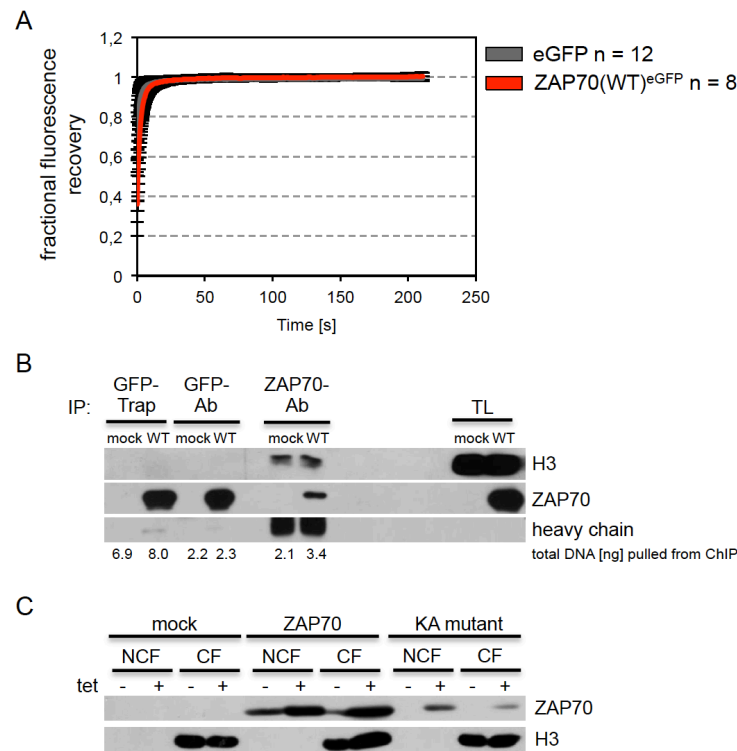 A
1,2
1
0,8
0,6
0,4
0,2
0
fractional fluorescence
recovery
0 50 100 150 200 250
Time [s]
eGFP n = 12
ZAP70(WT)eGFP n = 8
B
IP:
GFP-
Trap
GFP-
Ab
ZAP70-
Ab
TL
mock WT mock WT mock WT mock WT
H3
ZAP70
heavy chain
6.9 8.0 2.2 2.3 2.1 3.4 total DNA [ng] pulled from ChIP
C
mock ZAP70 KA mutant
NCF CF NCF CF NCF CF
tet - + - + - + - + - + - +
ZAP70
H3